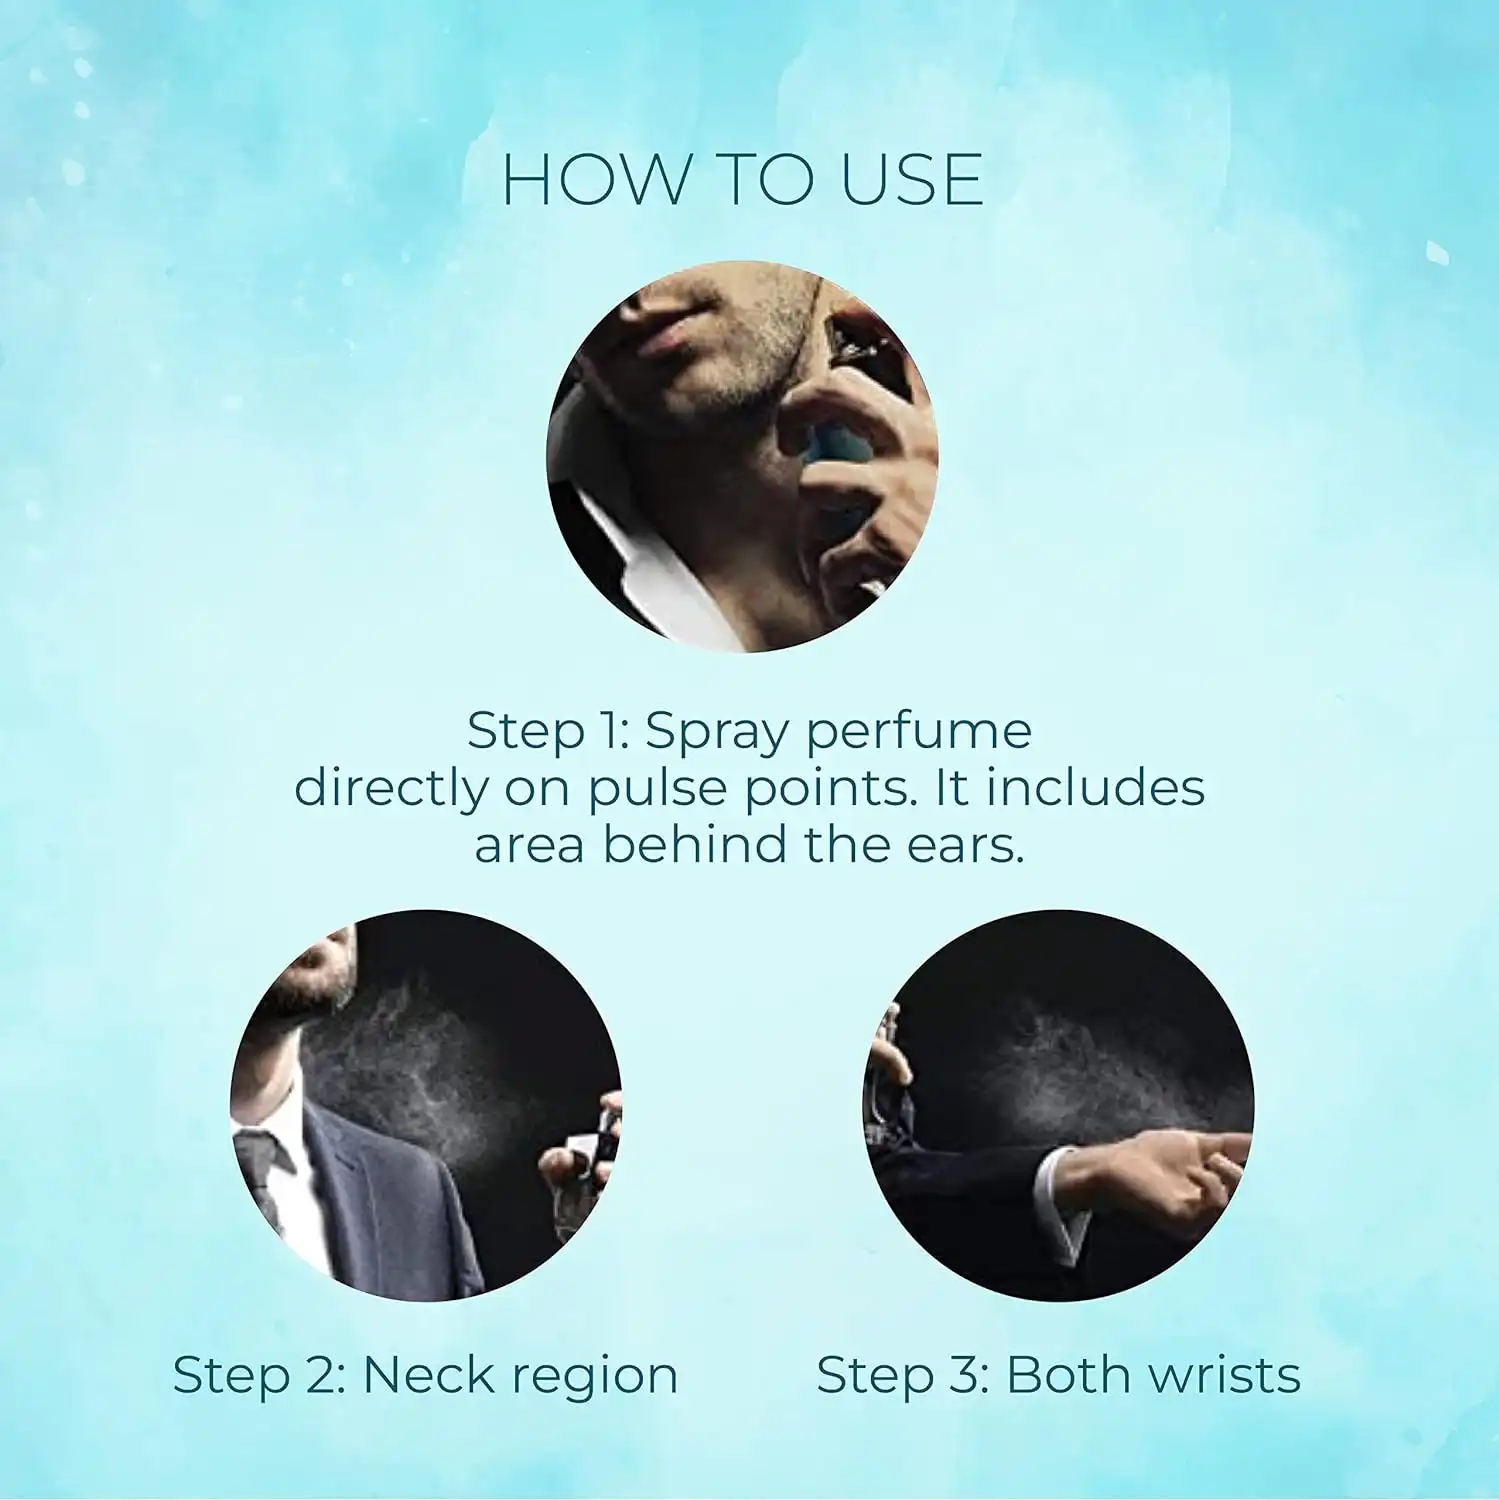 HOW TO USE
Step 1: Spray perfume
directly on pulse points. It includes
area behind the ears.
Step 2: Neck region
Step 3: Both wrists